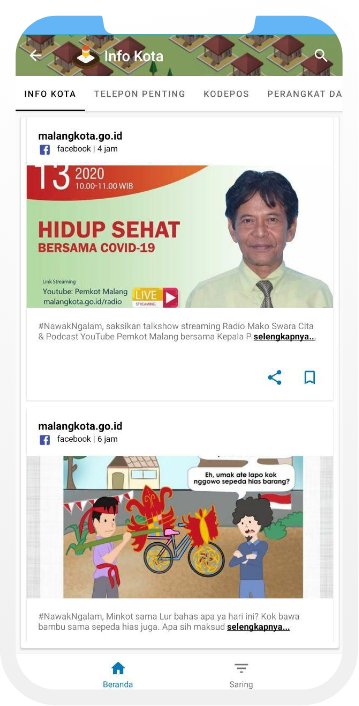 Info Kota
INFO KOTA TELEPON PENTING KODEPOS PERANGKAT DA
malangkota.go.id
facebook | 4 jam
13 2020
10.00-11.00 WIB
HIDUP SEHAT
BERSAMA COVID-19
Link Streaming
Youtube: Pemkot Malang
malangkota.go.id/radio
LIVE
STREAMING
#NawakNgalam, saksikan talkshow streaming Radio Mako Swara Cita
& Podcast YouTube Pemkot Malang bersama Kepala P.selengkapnya...
malangkota.go.id
facebook | 6 jam
Eh, umak ate lapo kok
nggowo sepeda hias barang?
#NawakNgalam, Minkot sama Lur bahas apa ya hari ini? Kok bawa
bambu sama sepeda hias juga. Apa sih maksud selengkapnya...
Beranda
Saring